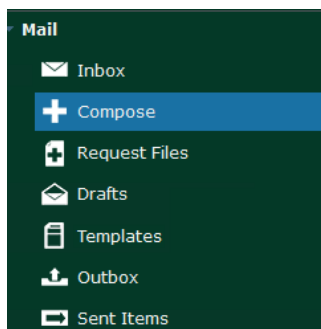 Mail
Inbox
Compose
Request Files
Drafts
Templates
Outbox
Sent Items